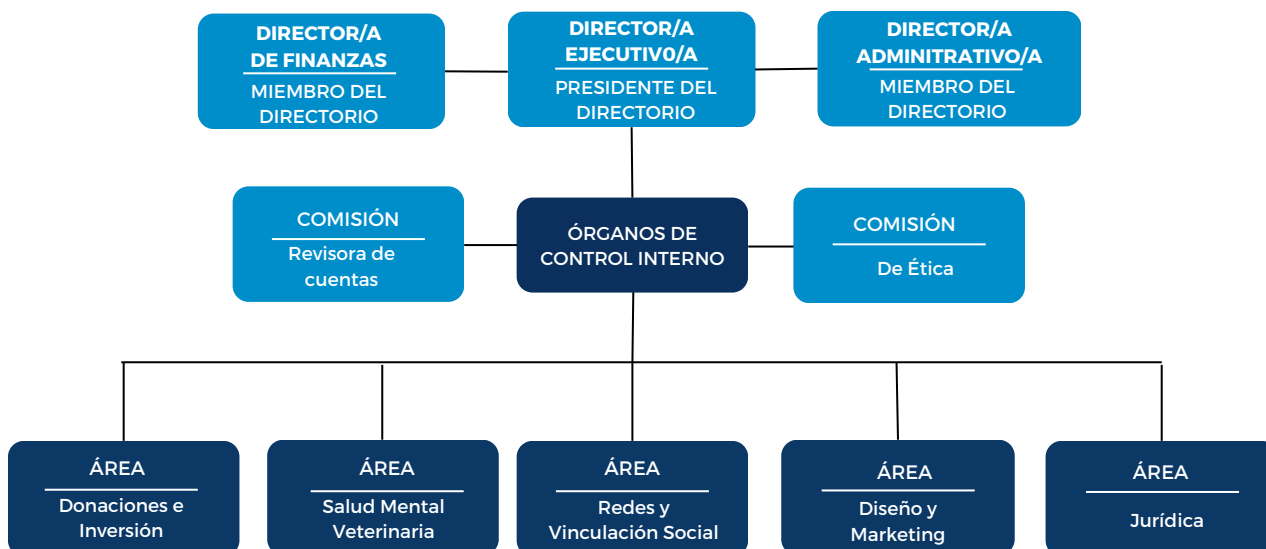 DIRECTOR/A
DE FINANZAS
MIEMBRO DEL
DIRECTORIO
DIRECTOR/A
EJECUTIV0/A
PRESIDENTE DEL
DIRECTORIO
DIRECTOR/A
ADMINITRATIVO/A
MIEMBRO DEL
DIRECTORIO
COMISIÓN
Revisora de
cuentas
ÓRGANOS DE
CONTROL INTERNO
COMISIÓN
De Ética
ÁREA
Donaciones e
Inversión
ÁREA
Salud Mental
Veterinaria
ÁREA
Redes y
Vinculación Social
ÁREA
Diseño y
Marketing
ÁREA
Jurídica